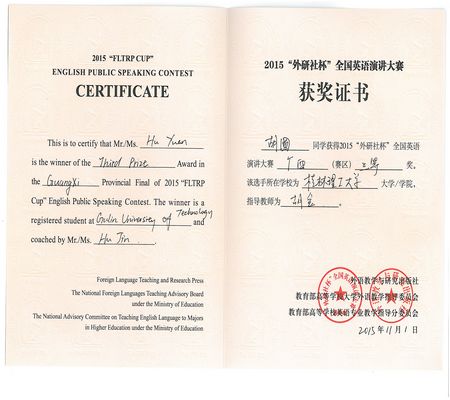 2015 “FLTRP CUP”
ENGLISH PUBLIC SPEAKING CONTEST
CERTIFICATE
This is to certify that Mr./Ms. Hu Yuan
is the winner of the Third Prize Award in
the GuangXi Provincial Final of 2015 “FLTRP
Cup” English Public Speaking Contest. The winner is a
registered student at Guilin University of Technology and
coached by Mr./Ms. Hu Jin .
Foreign Language Teaching and Research Press
The National Foreign Languages Teaching Advisory Board
under the Ministry of Education
The National Advisory Committee on Teaching English Language to Majors
in Higher Education under the Ministry of Education
2015 “外研社杯” 全国英语演讲大赛
获奖证书
胡圆 同学获得2015 “外研社杯” 全国英语
演讲大赛 广西 (赛区) 三等 奖。
该选手所在学校为 桂林理工大学 大学/学院,
指导教师为 胡金 。
外语教学与研究出版社
教育部高等学校大学外语教学指导委员会
教育部高等学校英语专业教学指导分委员会
2015年11月1日